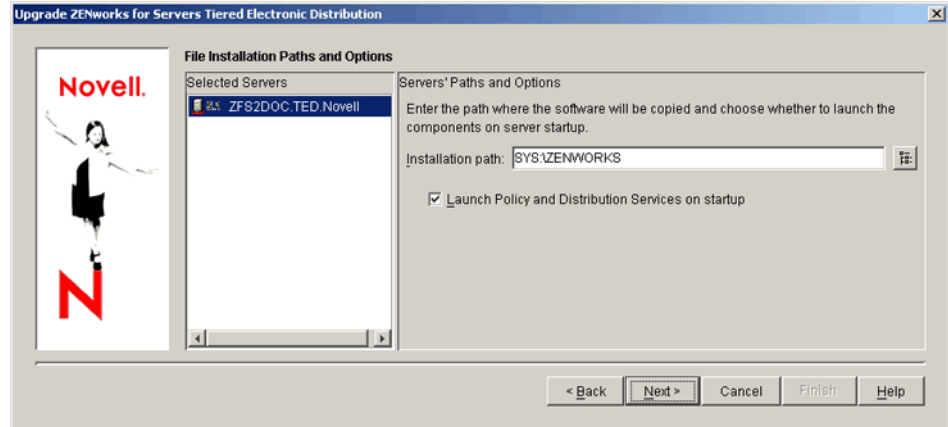 Upgrade ZENworks for Servers Tiered Electronic Distribution
Novell.
N
File Installation Paths and Options
Selected Servers
ZFS2DOC.TED.Novell
Servers' Paths and Options
Enter the path where the software will be copied and choose whether to launch the
components on server startup.
Installation path: SYS:\ZENWORKS
Launch Policy and Distribution Services on startup
< Back Next > Cancel Finish Help